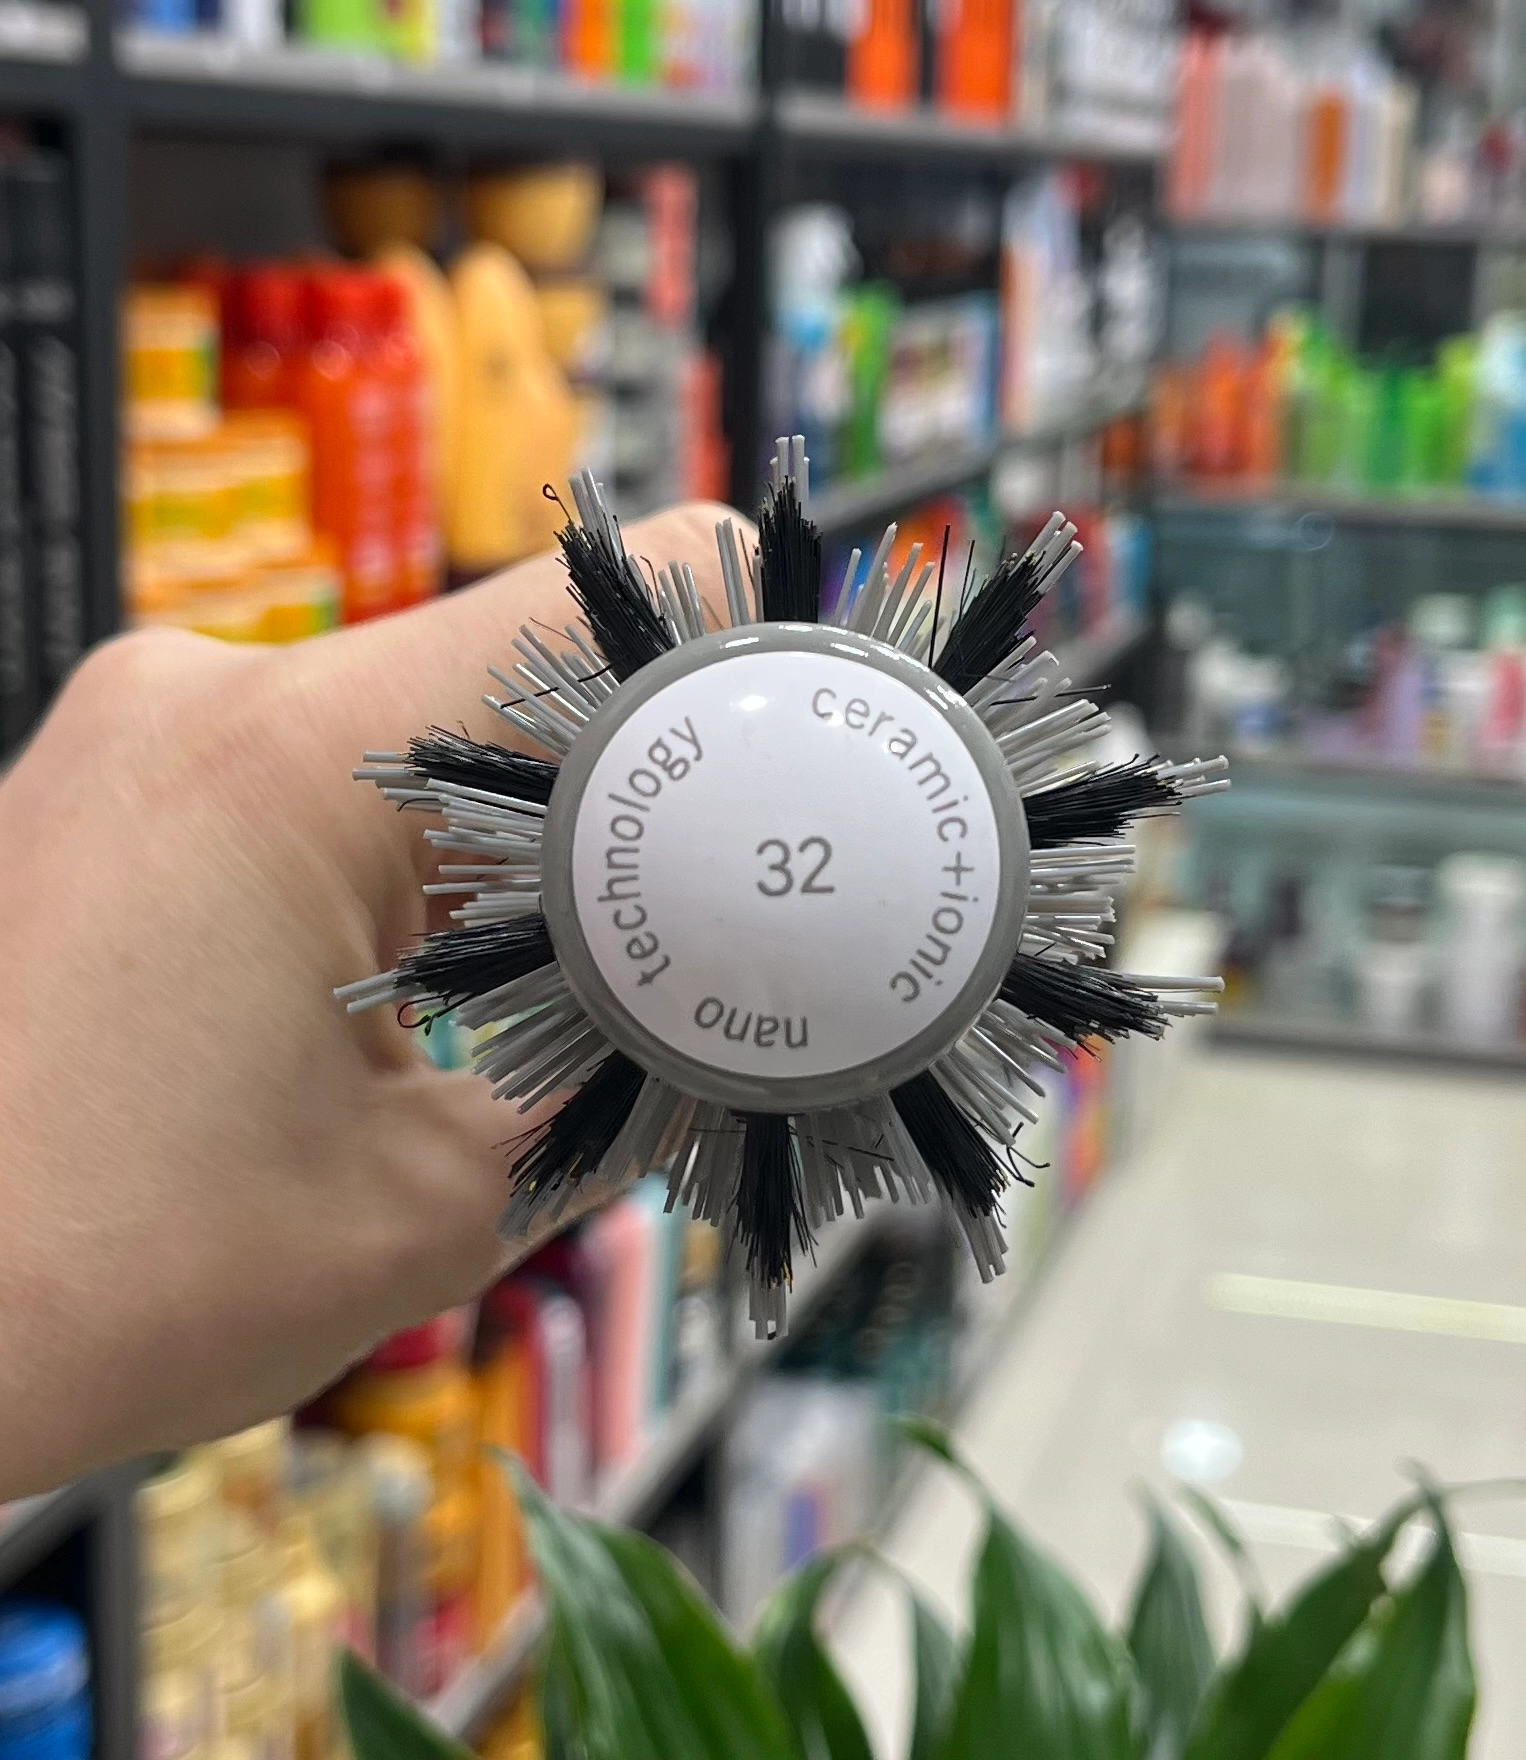 ceramic+ionic
nano
technology
32